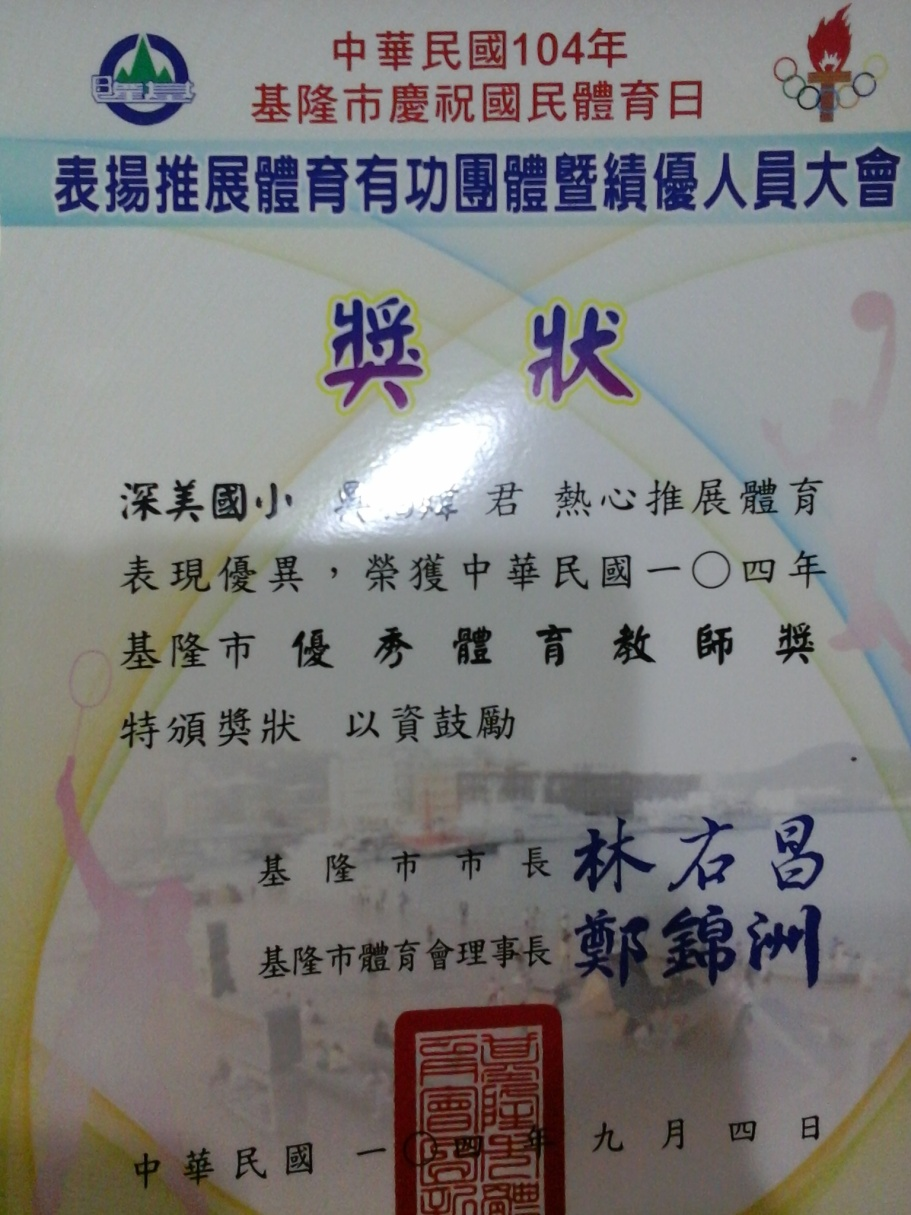 中華民國104年
基隆市慶祝國民體育日
表揚推展體育有功團體暨績優人員大會
獎狀
深美國小 吳 君 熱心推展體育
表現優異，榮獲中華民國一〇四年
基隆市 優秀體育教師獎
特頒獎狀 以資鼓勵
基隆市市長 林右昌
基隆市體育會理事長 鄭錦洲
中華民國 一〇四年 九月四日